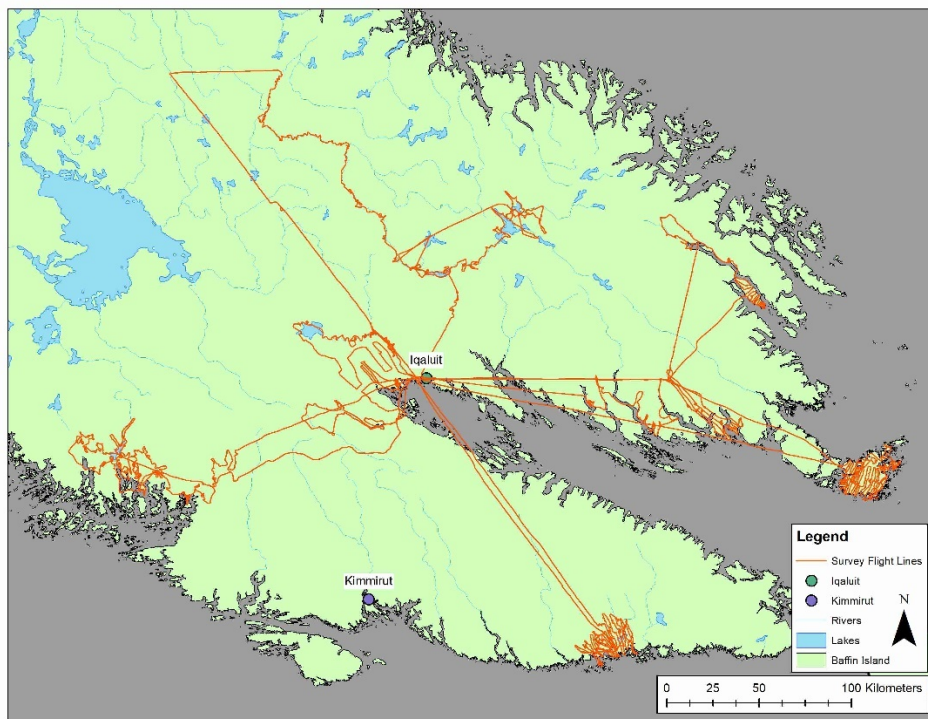 Iqaluit
Kimmirut
Legend
Survey Flight Lines
Iqaluit
Kimmirut
Rivers
Lakes
Baffin Island
N
0 25 50 100 Kilometers